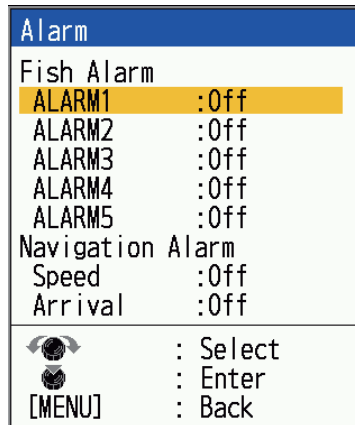 Alarm
Fish Alarm
ALARM1 :Off
ALARM2 :Off
ALARM3 :Off
ALARM4 :Off
ALARM5 :Off
Navigation Alarm
Speed :Off
Arrival :Off
: Select
: Enter
[MENU] : Back